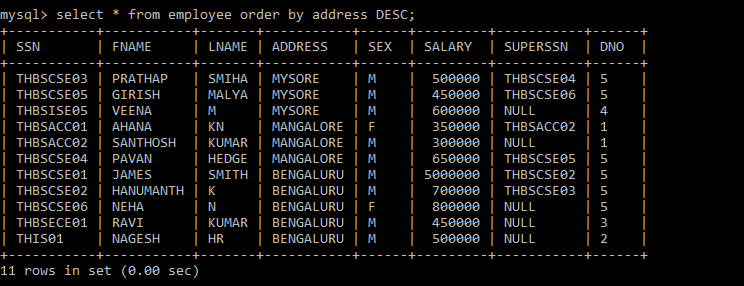 mysql> select * from employee order by address DESC;
+-----------+-----------+-------+-----------+------+---------+-----------+------+
| SSN       | FNAME     | LNAME | ADDRESS   | SEX  | SALARY  | SUPERSSN  | DNO  |
+-----------+-----------+-------+-----------+------+---------+-----------+------+
| THBSCSE03 | PRATHAP   | SMIHA | MYSORE    | M    |  500000 | THBSCSE04 | 5    |
| THBSCSE05 | GIRISH    | MALYA | MYSORE    | M    |  450000 | THBSCSE06 | 5    |
| THBSISE05 | VEENA     | M     | MYSORE    | M    |  600000 | NULL      | 4    |
| THBSACC01 | AHANA     | KN    | MANGALORE | F    |  350000 | THBSACC02 | 1    |
| THBSACC02 | SANTHOSH  | KUMAR | MANGALORE | M    |  300000 | NULL      | 1    |
| THBSCSE04 | PAVAN     | HEDGE | MANGALORE | M    |  650000 | THBSCSE05 | 5    |
| THBSCSE01 | JAMES     | SMITH | BENGALURU | M    | 5000000 | THBSCSE02 | 5    |
| THBSCSE02 | HANUMANTH | K     | BENGALURU | M    |  700000 | THBSCSE03 | 5    |
| THBSCSE06 | NEHA      | N     | BENGALURU | F    |  800000 | NULL      | 5    |
| THBSECE01 | RAVI      | KUMAR | BENGALURU | M    |  450000 | NULL      | 3    |
| THIS01    | NAGESH    | HR    | BENGALURU | M    |  500000 | NULL      | 2    |
+-----------+-----------+-------+-----------+------+---------+-----------+------+
11 rows in set (0.00 sec)